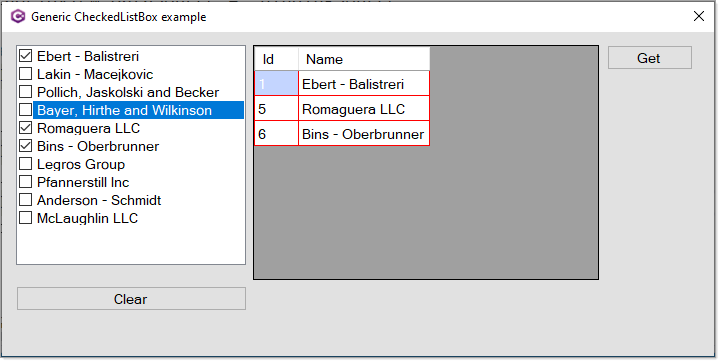 Generic CheckedListBox example
Ebert - Balistreri
Lakin - Macejkovic
Pollich, Jaskolski and Becker
Bayer, Hirthe and Wilkinson
Romaguera LLC
Bins - Oberbrunner
Legros Group
Pfannerstill Inc
Anderson - Schmidt
McLaughlin LLC
Clear
Id Name
1 Ebert - Balistreri
5 Romaguera LLC
6 Bins - Oberbrunner
Get